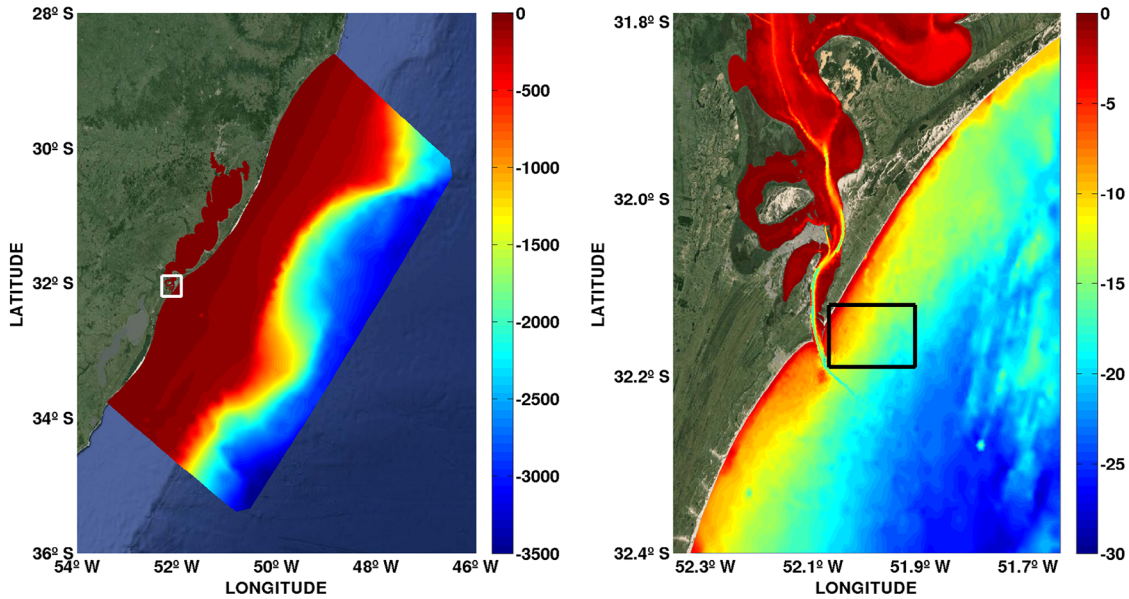 28º S
30º S
32º S
34º S
36º S
LATITUDE
54º W
52º W
50º W
48º W
46º W
LONGITUDE
0
-500
-1000
-1500
-2000
-2500
-3000
-3500
31.8º S
32.0º S
32.2º S
32.4º S
LATITUDE
52.3º W
52.1º W
51.9º W
51.7º W
LONGITUDE
0
-5
-10
-15
-20
-25
-30